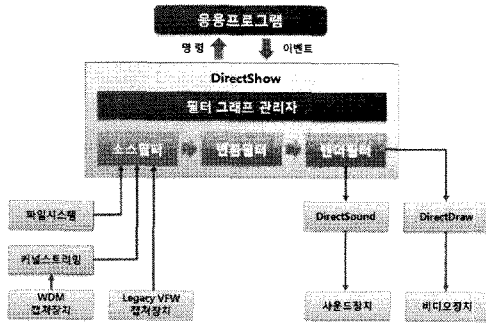 응용프로그램
명령
이벤트
DirectShow
필터 그래프 관리자
소스필터
변환필터
렌더필터
파일시스템
DirectSound
DirectDraw
커널스트리밍
WDM
캡쳐장치
Legacy VFW
캡쳐장치
사운드장치
비디오장치